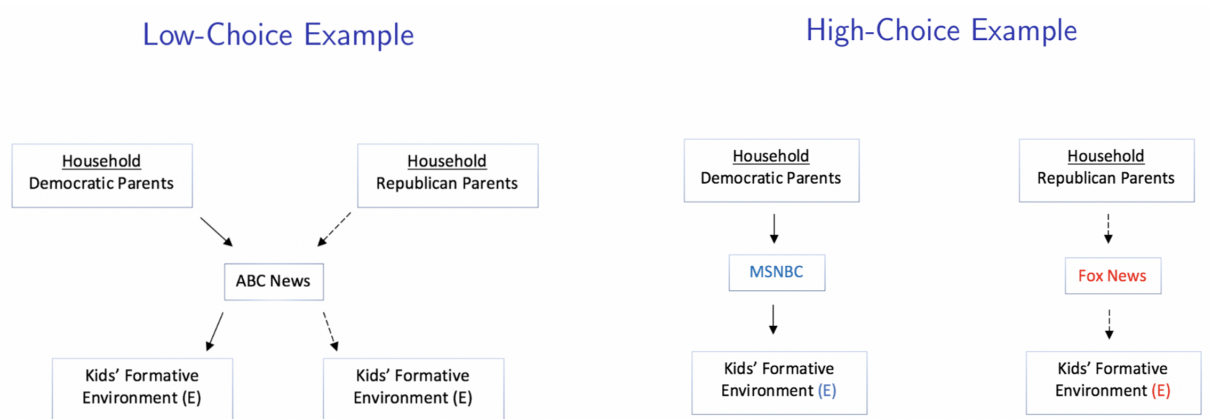 Low-Choice Example
Household
Democratic Parents
Household
Republican Parents
ABC News
Kids' Formative
Environment (E)
Kids' Formative
Environment (E)
High-Choice Example
Household
Democratic Parents
Household
Republican Parents
MSNBC
Fox News
Kids' Formative
Environment (E)
Kids' Formative
Environment (E)